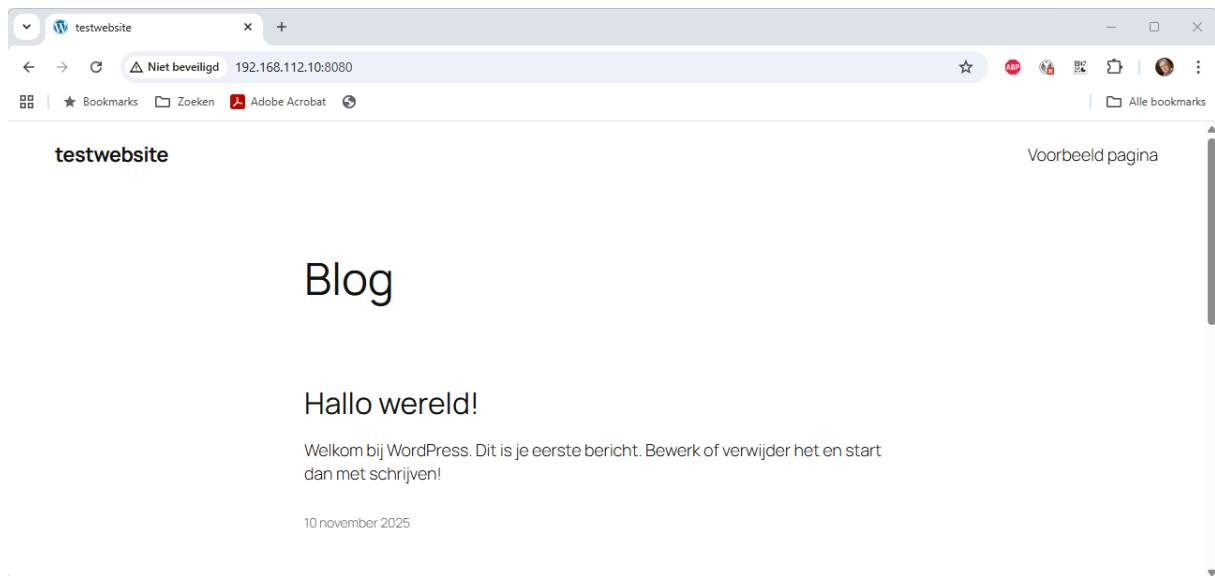 testwebsite
Niet beveiligd 192.168.112.10:8080
ABP
Bookmarks Zoeken Adobe Acrobat
Alle bookmarks
testwebsite
Voorbeeld pagina
Blog
Hallo wereld!
Welkom bij WordPress. Dit is je eerste bericht. Bewerk of verwijder het en start
dan met schrijven!
10 november 2025